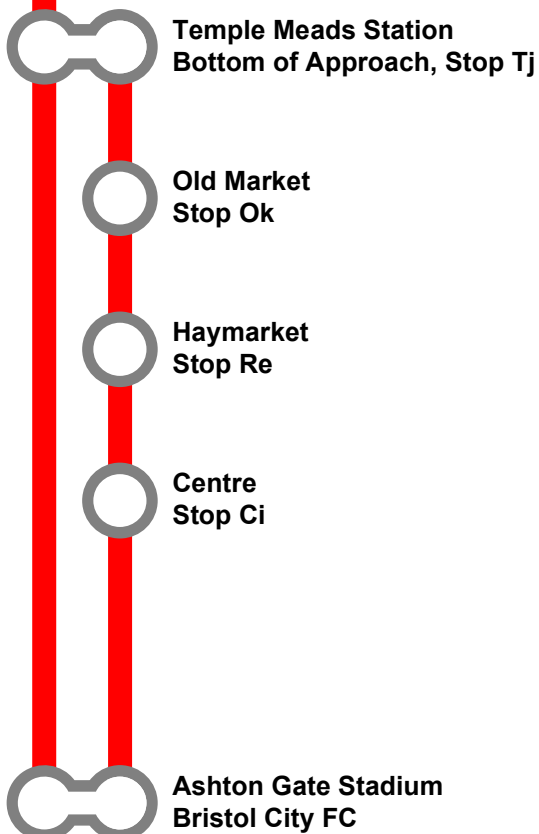 Temple Meads Station
Bottom of Approach, Stop Tj
Old Market
Stop Ok
Haymarket
Stop Re
Centre
Stop Ci
Ashton Gate Stadium
Bristol City FC